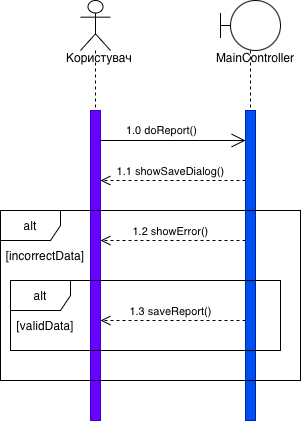 Користувач
MainController
1.0 doReport()
1.1 showSaveDialog()
alt
1.2 showError()
[incorrectData]
alt
1.3 saveReport()
[validData]